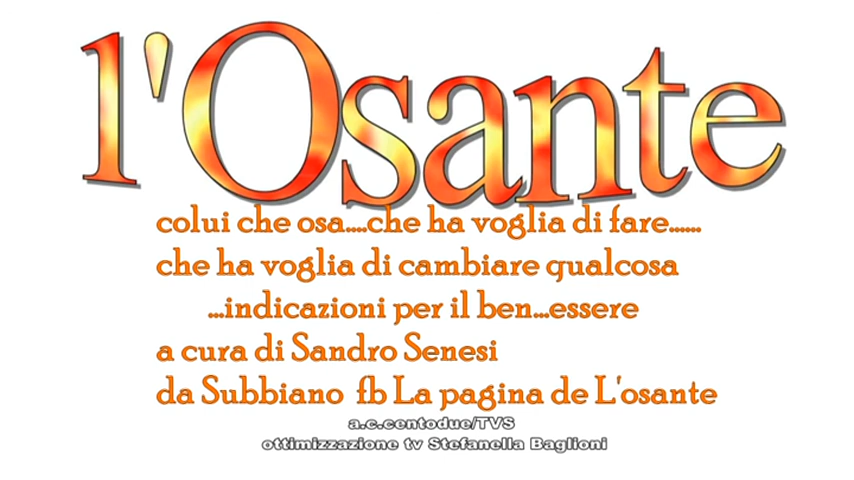 l'Osante
colui che osa....che ha voglia di fare......
che ha voglia di cambiare qualcosa
...indicazioni per il ben...essere
a cura di Sandro Senesi
da Subbiano fb La pagina de L'osante
a.c.centodue/TVS
ottimizzazione tv Stefanella Baglioni